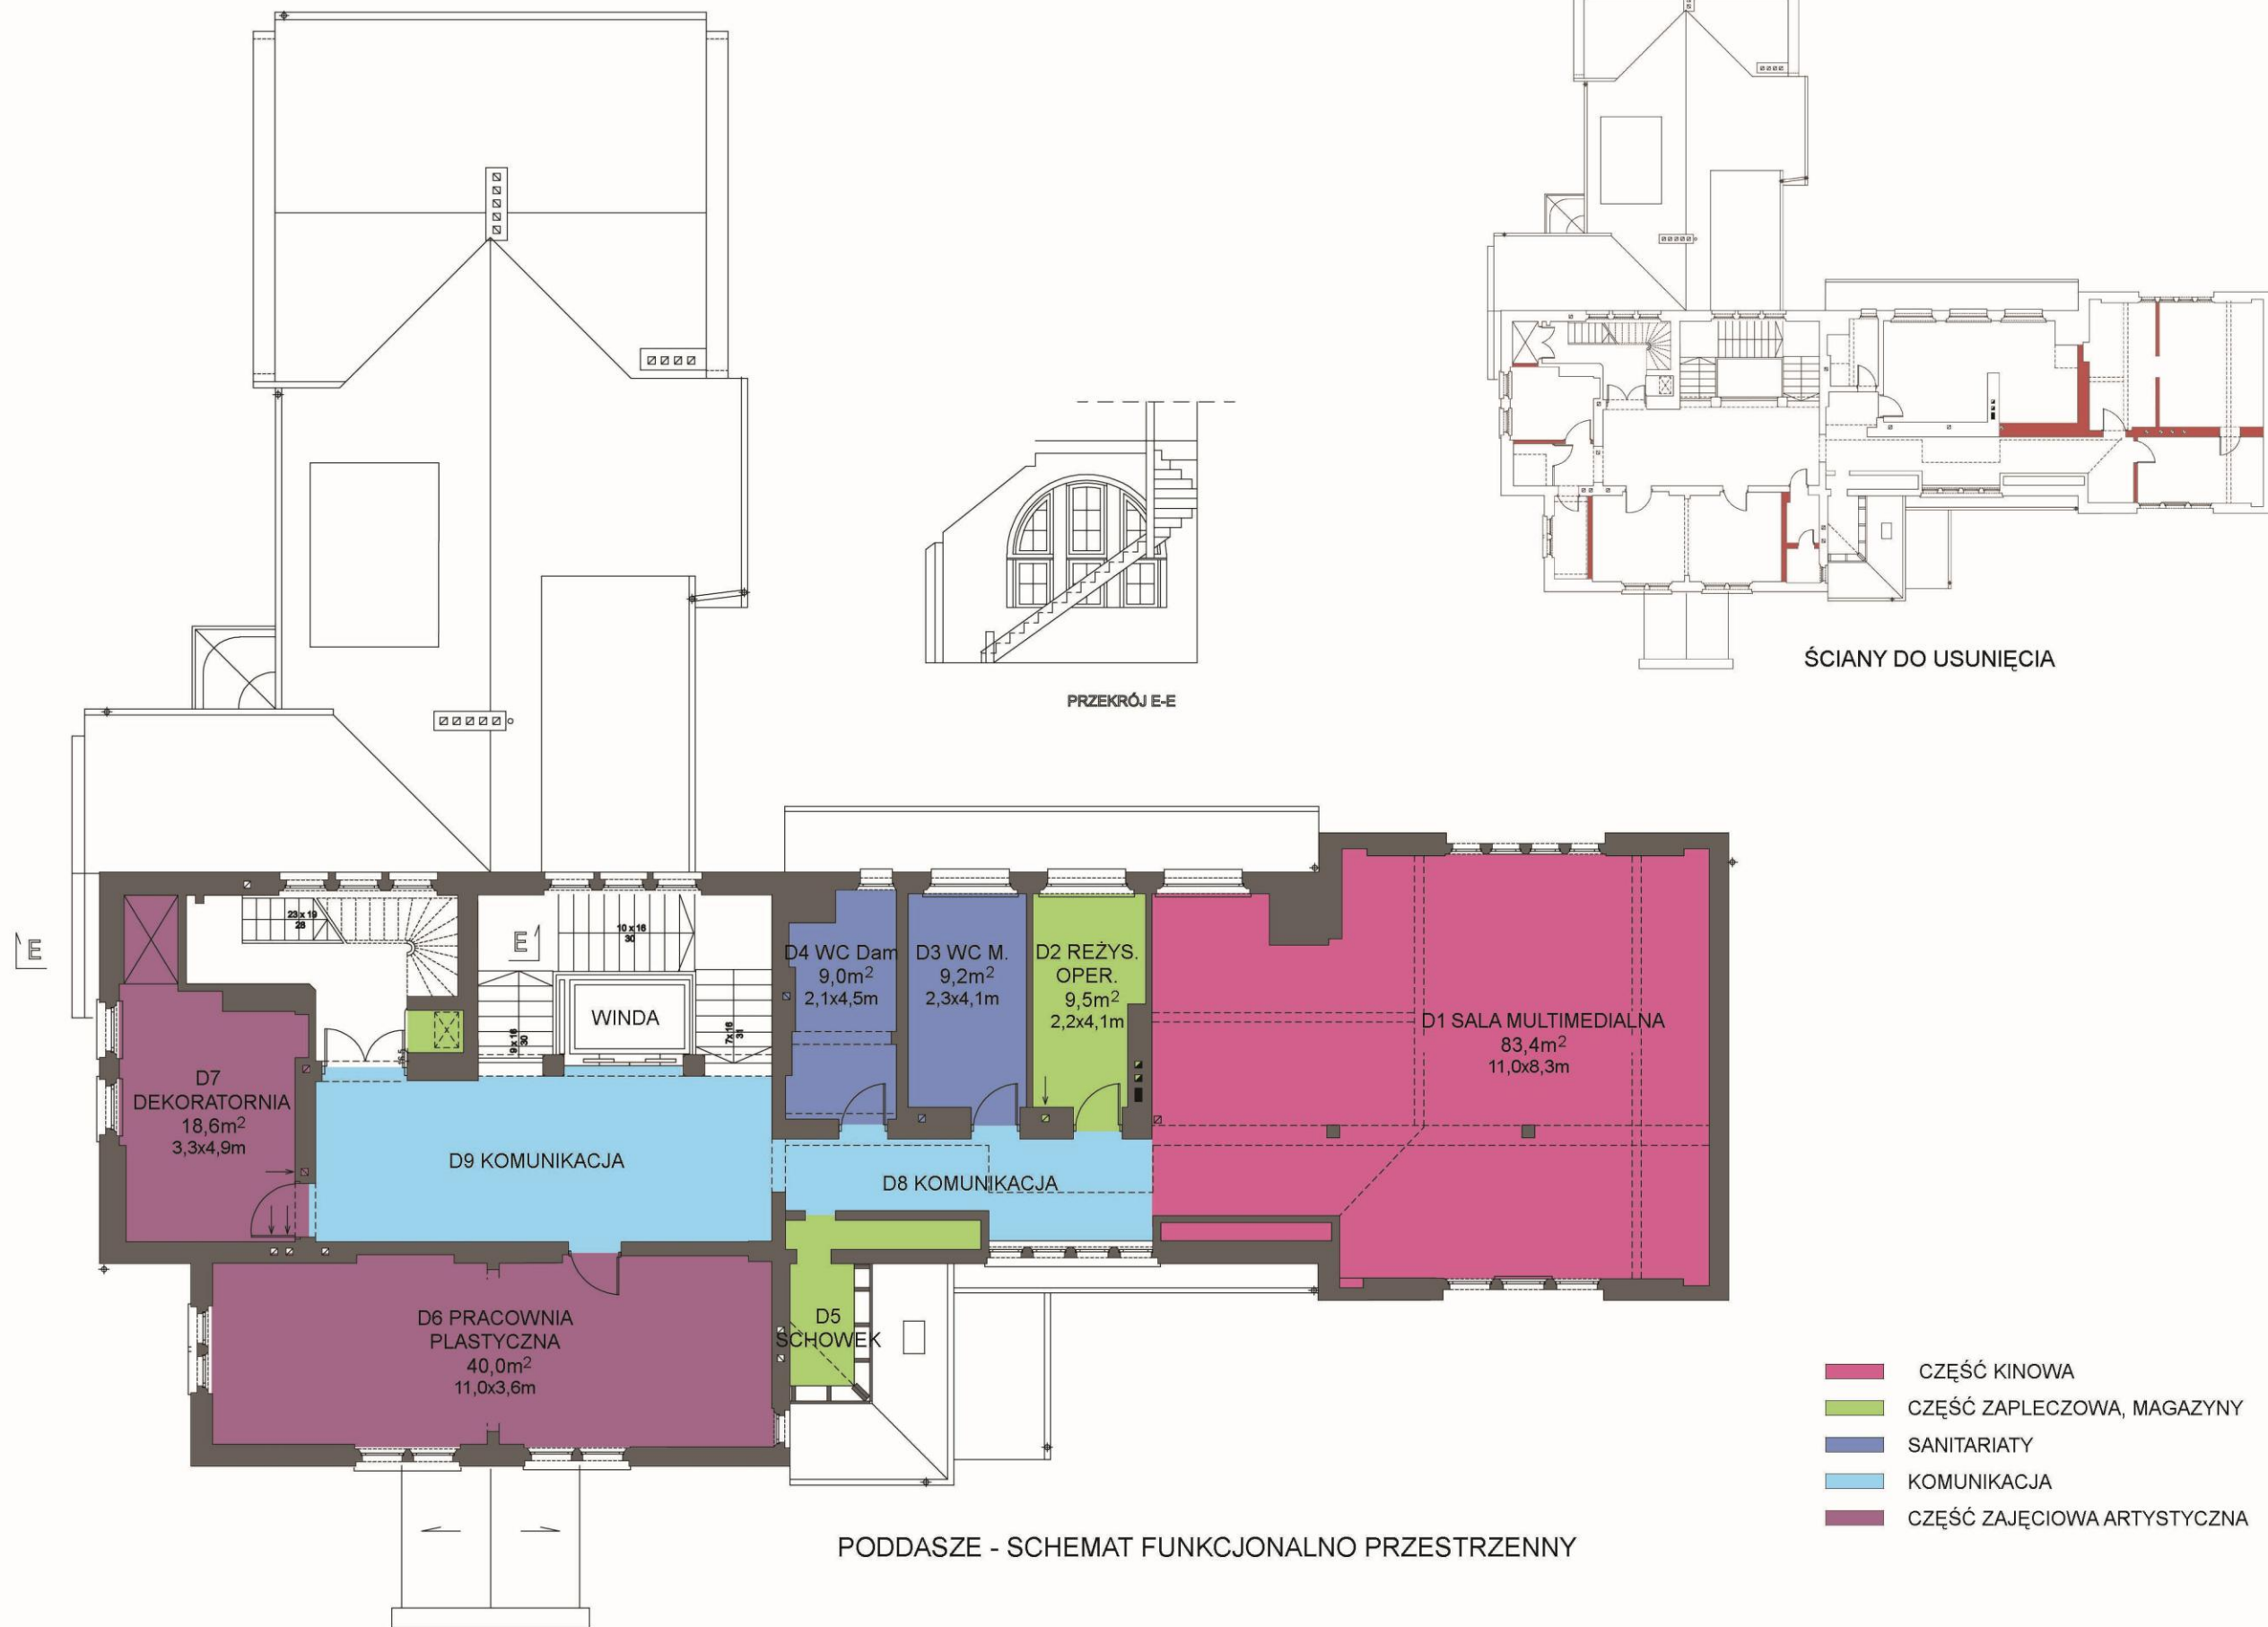 PRZEKRÓJ E-E
ŚCIANY DO USUNIĘCIA
E
E
23 x 19
28
10 x 16
30
9 x 16
30
7x 16
31
16,5
WINDA
D4 WC Dam
9,0m²
2,1x4,5m
D3 WC M.
9,2m²
2,3x4,1m
D2 REŻYS.
OPER.
9,5m²
2,2x4,1m
D1 SALA MULTIMEDIALNA
83,4m²
11,0x8,3m
D7
DEKORATORNIA
18,6m²
3,3x4,9m
D9 KOMUNIKACJA
D8 KOMUNIKACJA
D6 PRACOWNIA
PLASTYCZNA
40,0m²
11,0x3,6m
D5
SCHOWEK
CZĘŚĆ KINOWA
CZĘŚĆ ZAPLECZOWA, MAGAZYNY
SANITARIATY
KOMUNIKACJA
CZĘŚĆ ZAJĘCIOWA ARTYSTYCZNA
PODDASZE - SCHEMAT FUNKCJONALNO PRZESTRZENNY